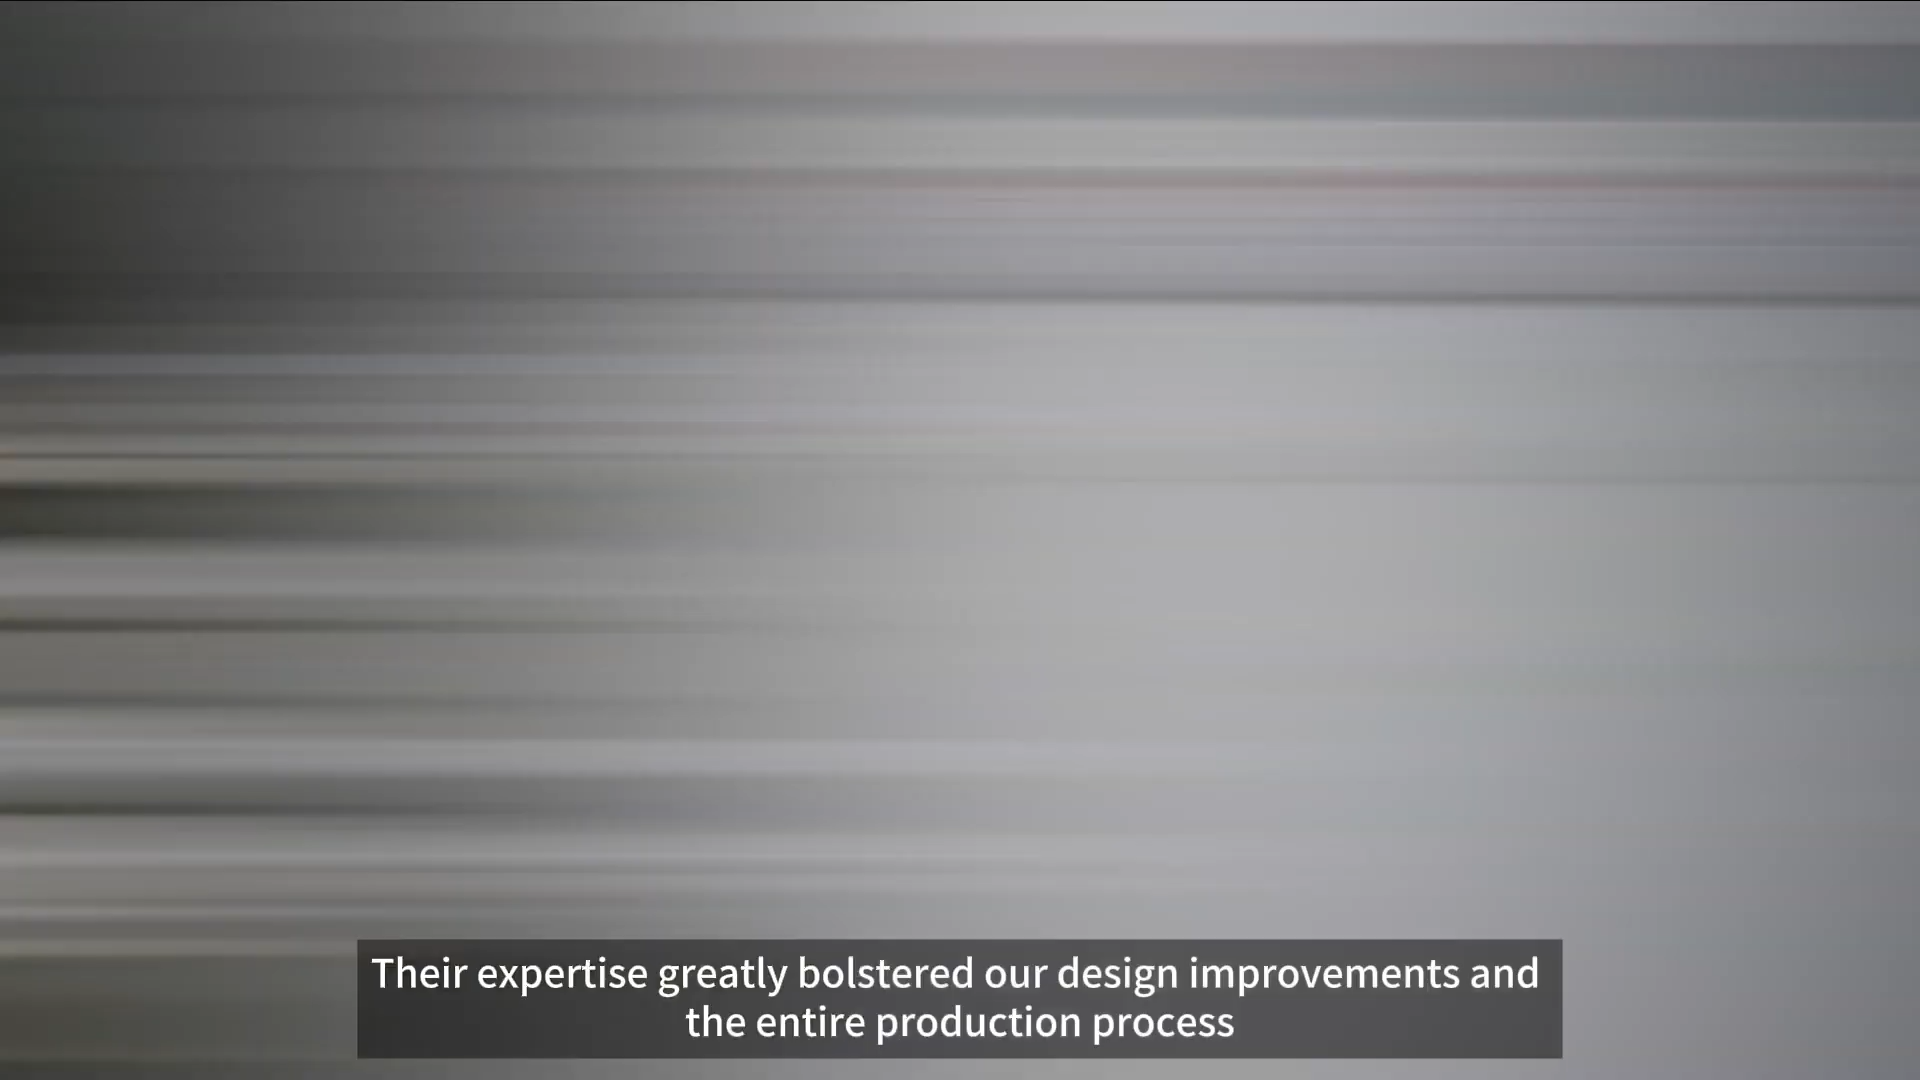 Their expertise greatly bolstered our design improvements and
the entire production process